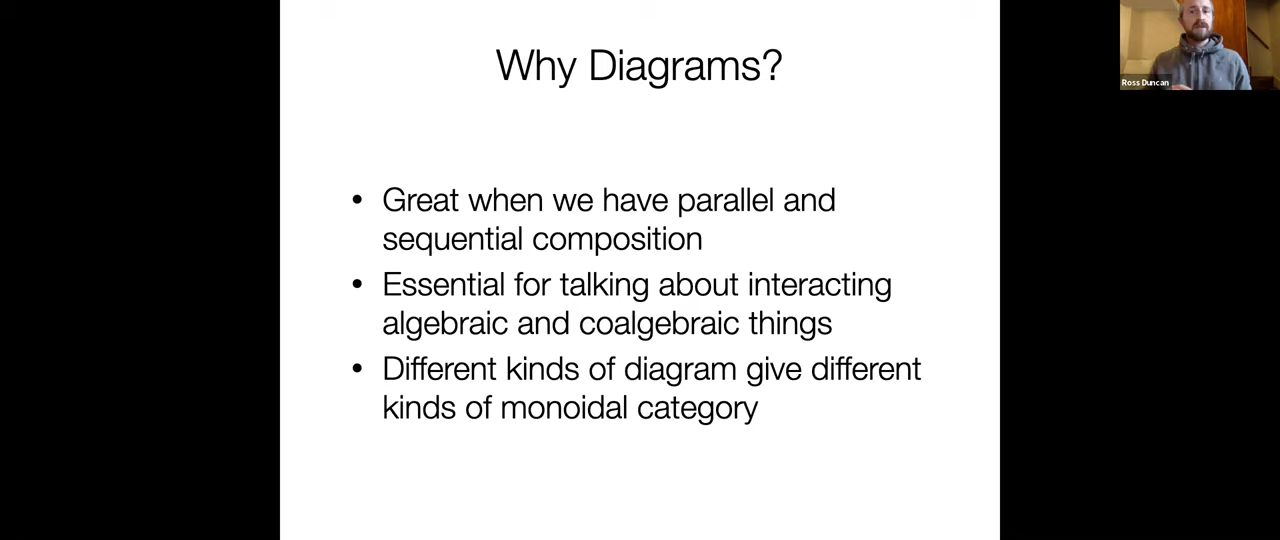 Why Diagrams?
Ross Duncan
• Great when we have parallel and
sequential composition
• Essential for talking about interacting
algebraic and coalgebraic things
• Different kinds of diagram give different
kinds of monoidal category